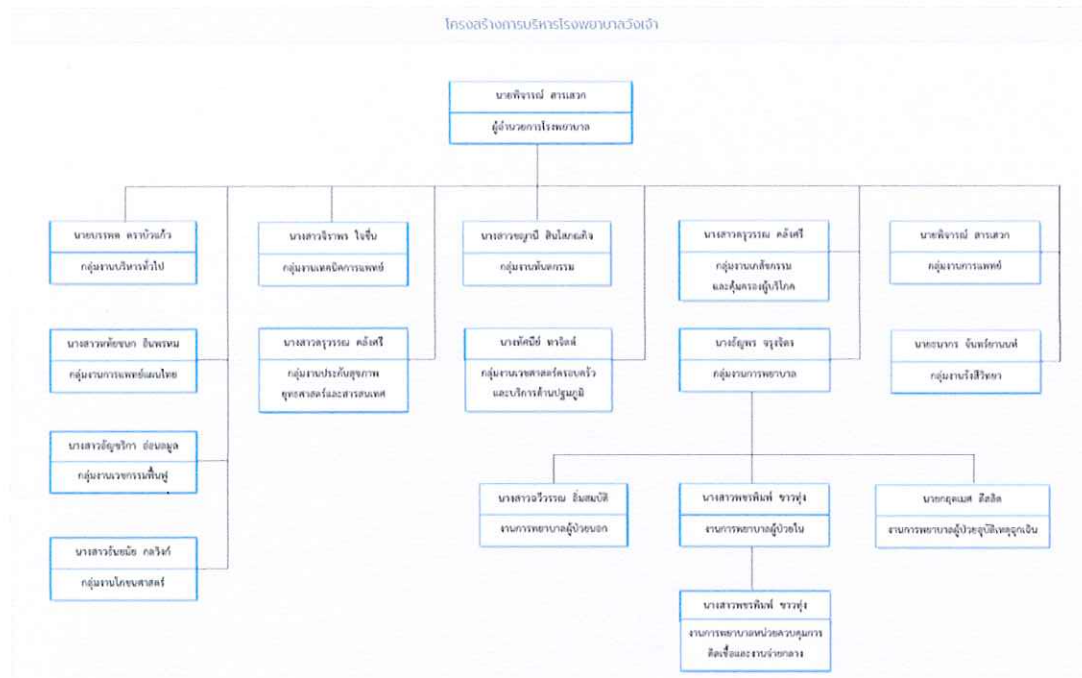 โครงสร้างการบริหารโรงพยาบาลวังเจ้า
นายพิจารณ์ สารเสวก
ผู้อำนวยการโรงพยาบาล
นายบรรพต ตราบัวแก้ว
กลุ่มงานบริหารทั่วไป
นางสาวจิราพร ใจชื่น
กลุ่มงานเทคนิคการแพทย์
นางสาวชญานี สินโสภณกิจ
กลุ่มงานทันตกรรม
นางสาวดรุวรรณ คลังศรี
กลุ่มงานเภสัชกรรม
และคุ้มครองผู้บริโภค
นายพิจารณ์ สารเสวก
กลุ่มงานการแพทย์
นางสาวหทัยชนก อินพรหม
กลุ่มงานการแพทย์แผนไทย
นางสาวดรุวรรณ คลังศรี
กลุ่มงานประกันสุขภาพ
ยุทธศาสตร์และสารสนเทศ
นางทัศนีย์ ทาจิตต์
กลุ่มงานเวชศาสตร์ครอบครัว
และบริการด้านปฐมภูมิ
นางธัญพร จรุงจิตร
กลุ่มงานการพยาบาล
นายธนากร จันทร์ยานนท์
กลุ่มงานรังสีวิทยา
นางสาวธัญชริกา อ่อนลมูล
กลุ่มงานเวชกรรมฟื้นฟู
นางสาวฉวีวรรณ อิ่มสมบัติ
งานการพยาบาลผู้ป่วยนอก
นางสาวพชรพิมพ์ ขาวทุ่ง
งานการพยาบาลผู้ป่วยใน
นายกฤตเมศ
งานการพยาบาลผู้ป่วยอุบัติเหตุฉุกเฉิน
นางสาวธันยมัย กลวิงก์
กลุ่มงานโภชนศาสตร์
นางสาวพชรพิมพ์ ขาวทุ่ง
งานการพยาบาลหน่วยควบคุมการ
ติดเชื้อและงานจ่ายกลาง